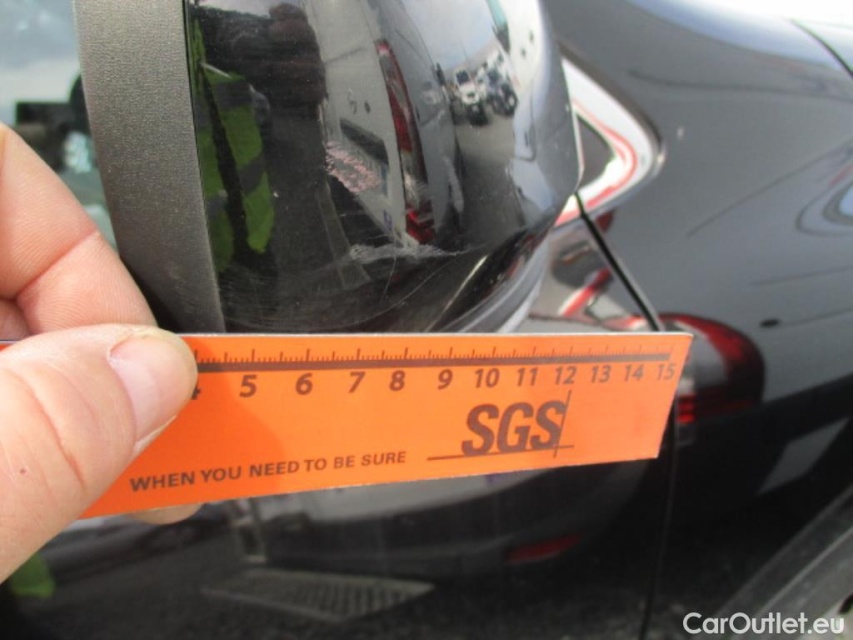 4 5 6 7 8 9 10 11 12 13 14 15
SGS
WHEN YOU NEED TO BE SURE
CarOutlet.eu